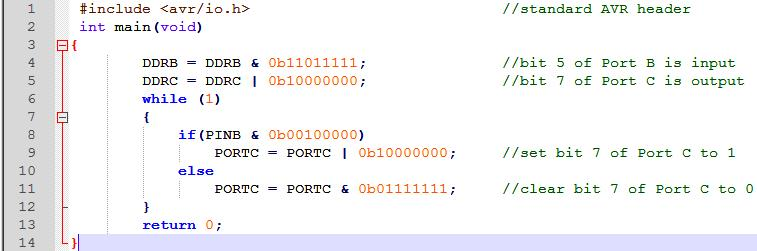 1 #include <avr/io.h> //standard AVR header
2 int main(void)
3 {
4 DDRB = DDRB & 0b11011111; //bit 5 of Port B is input
5 DDRC = DDRC | 0b10000000; //bit 7 of Port C is output
6 while (1)
7 {
8 if(PINB & 0b00100000)
9 PORTC = PORTC | 0b10000000; //set bit 7 of Port C to 1
10 else
11 PORTC = PORTC & 0b01111111; //clear bit 7 of Port C to 0
12 }
13 return 0;
14 }